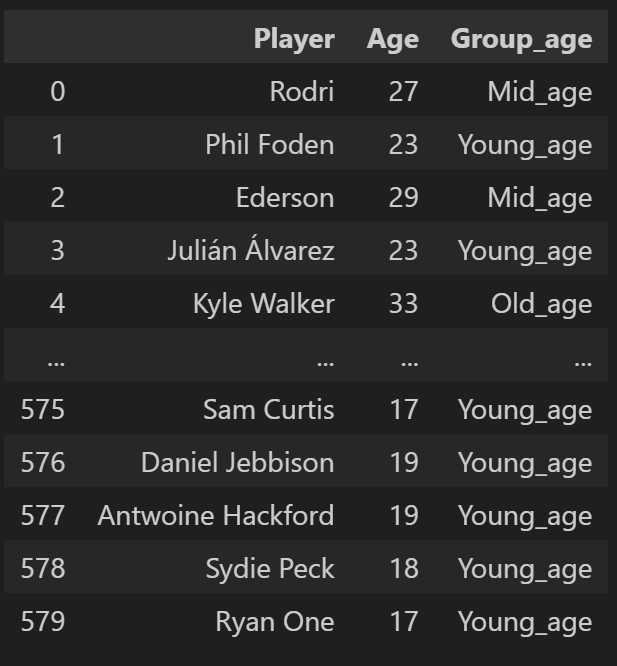 Player Age Group_age
0 Rodri 27 Mid_age
1 Phil Foden 23 Young_age
2 Ederson 29 Mid_age
3 Julián Álvarez 23 Young_age
4 Kyle Walker 33 Old_age
... ... ... ...
575 Sam Curtis 17 Young_age
576 Daniel Jebbison 19 Young_age
577 Antwoine Hackford 19 Young_age
578 Sydie Peck 18 Young_age
579 Ryan One 17 Young_age